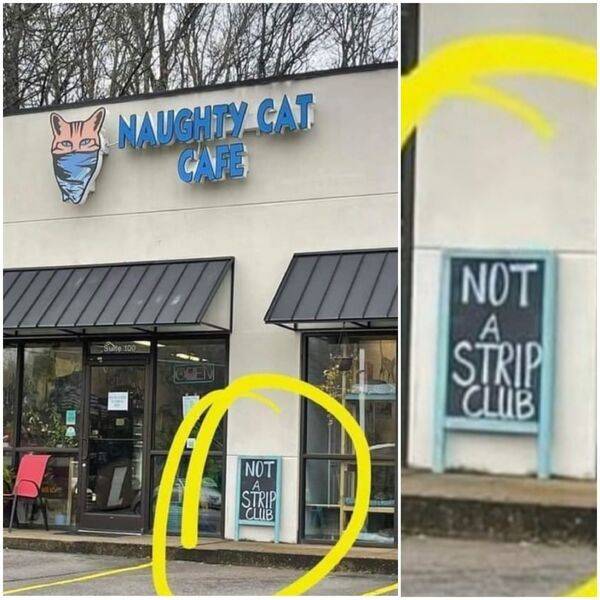 NAUGHTY CAT
CAFE
Suite 100
OPEN
NOT
A
STRIP
CLUB
NOT
A
STRIP
CLUB